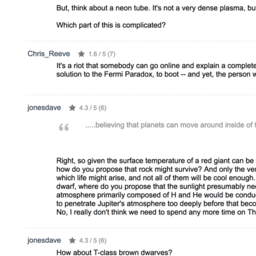 But, think about a neon tube. It's not a very dense plasma, bu
Which part of this is complicated?
Chris_Reeve ★ 1.6 / 5 (7)
It's a riot that somebody can go online and explain a complete
solution to the Fermi Paradox, to boot -- and yet, the person w
jonesdave ★ 4.3 / 5 (6)
“ .....believing that planets can move around inside of t
Right, so given the surface temperature of a red giant can be
how do you propose that rock might survive? And only the ver
which life might arise, and not all of them will be cool enough.
dwarf, where do you propose that the sunlight presumably nee
atmosphere primarily composed of H and He would be conduc
to penetrate Jupiter's atmosphere too deeply before that beco
No, I really don't think we need to spend any more time on Th
jonesdave ★ 4.3 / 5 (6)
How about T-class brown dwarves?